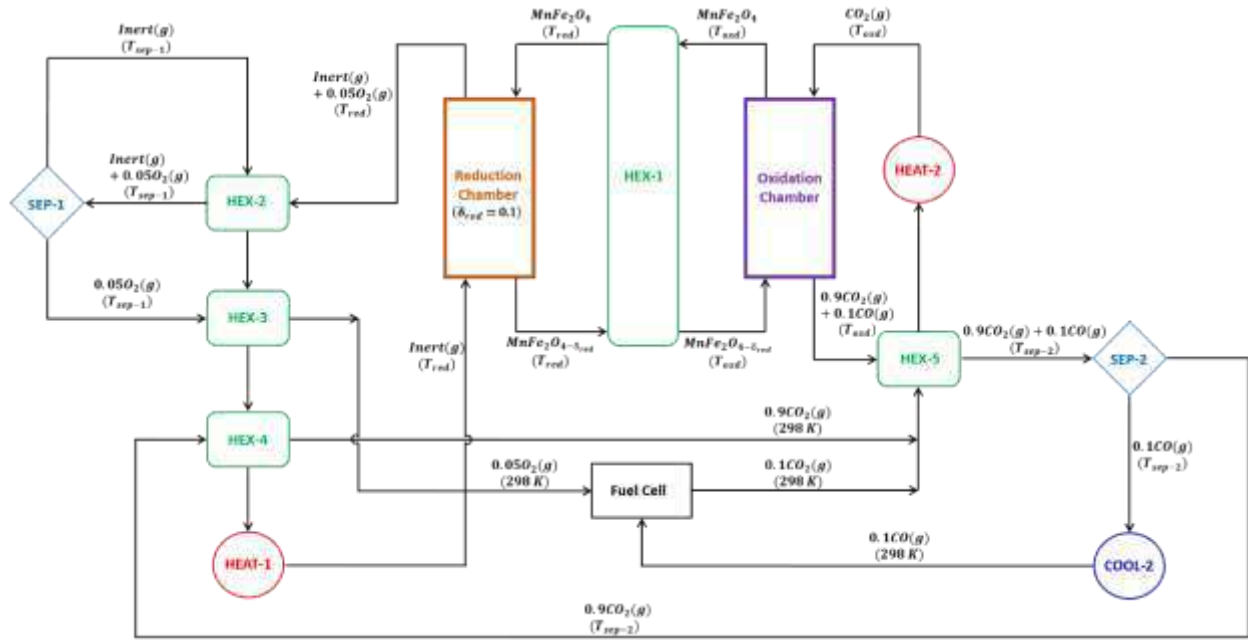 Inert(g)
(T_sep-1)
MnFe₂O₄
(T_red)
MnFe₂O₄
(T_oxd)
CO₂(g)
(T_oxd)
Inert(g)
+ 0.05O₂(g)
(T_red)
Inert(g)
+ 0.05O₂(g)
(T_sep-1)
SEP-1
HEX-2
Reduction
Chamber
(δ_red = 0.1)
HEX-1
Oxidation
Chamber
HEAT-2
0.05O₂(g)
(T_sep-1)
HEX-3
Inert(g)
(T_red)
MnFe₂O₄₋δ_red
(T_red)
MnFe₂O₄₋δ_red
(T_oxd)
0.9CO₂(g)
+ 0.1CO(g)
(T_oxd)
HEX-5
0.9CO₂(g) + 0.1CO(g)
(T_sep-2)
SEP-2
HEX-4
0.9CO₂(g)
(298 K)
0.05O₂(g)
(298 K)
Fuel Cell
0.1CO₂(g)
(298 K)
0.1CO(g)
(T_sep-2)
HEAT-1
0.1CO(g)
(298 K)
COOL-2
0.9CO₂(g)
(T_sep-2)